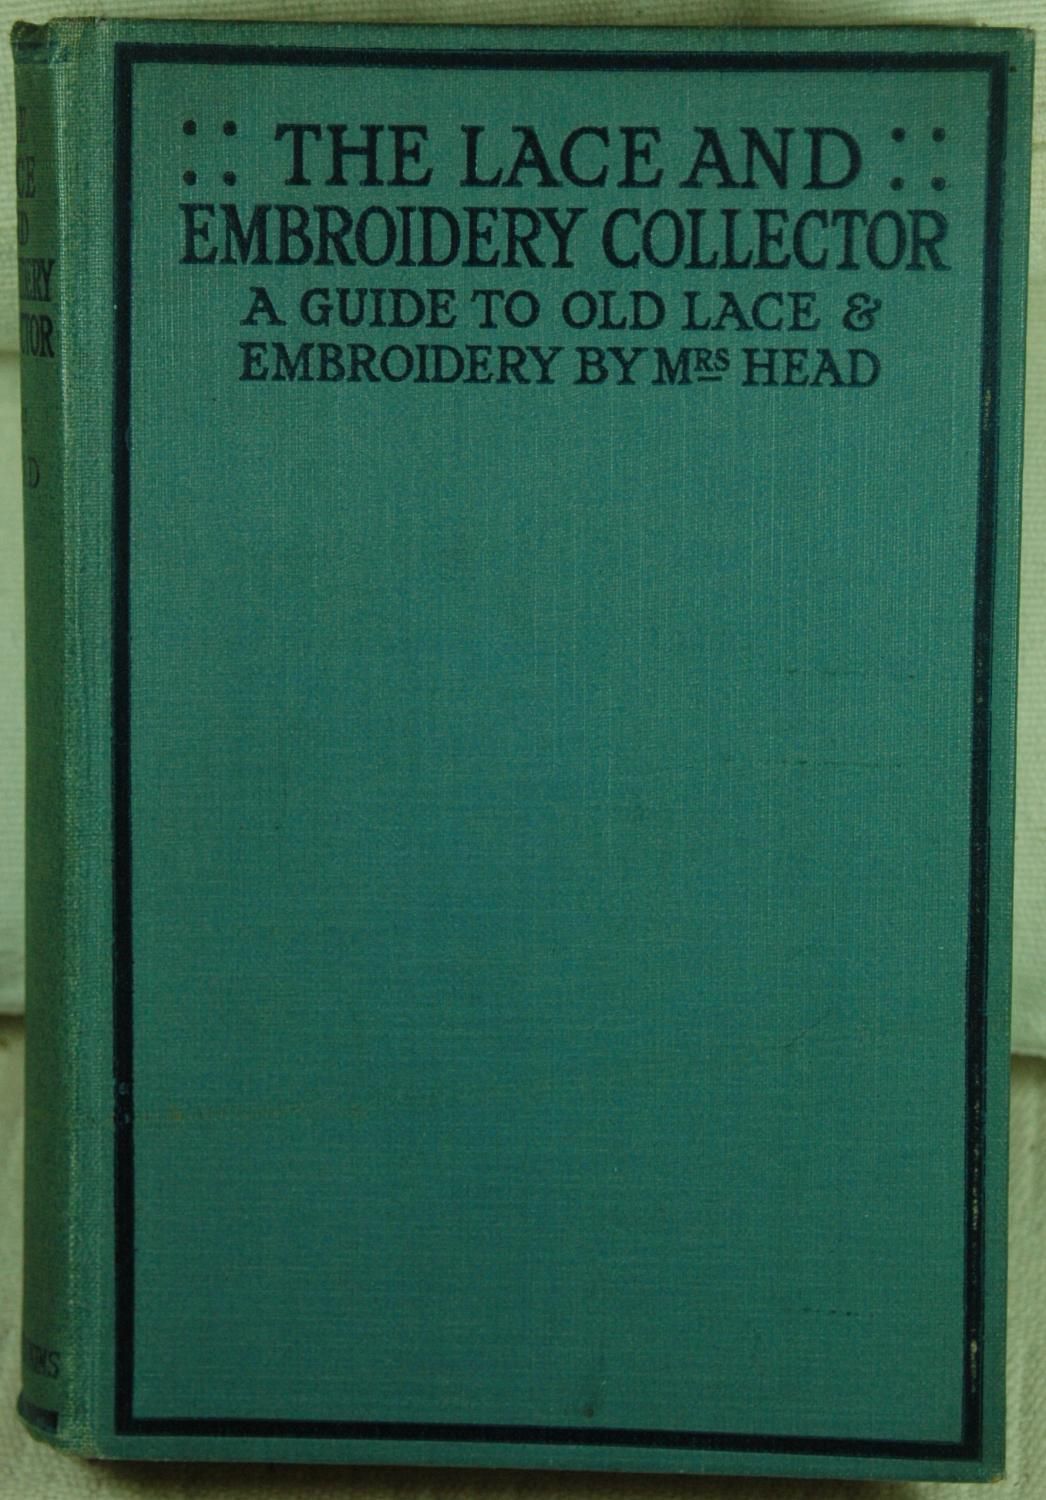 THE LACE AND
EMBROIDERY COLLECTOR
A GUIDE TO OLD LACE &
EMBROIDERY BY MRS HEAD